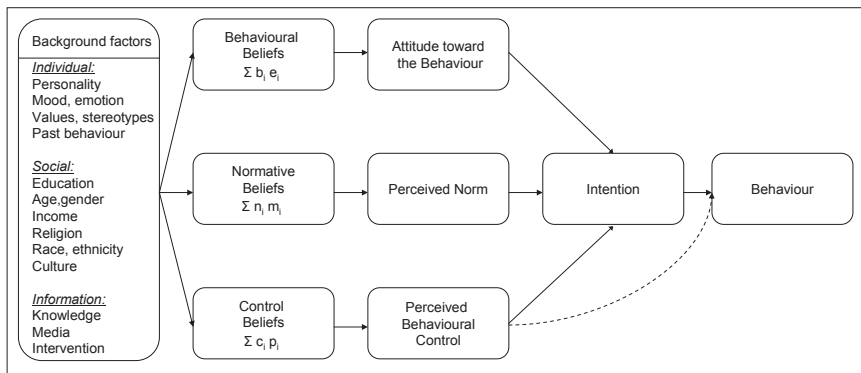 Background factors
Individual:
Personality
Mood, emotion
Values, stereotypes
Past behaviour
Social:
Education
Age,gender
Income
Religion
Race, ethnicity
Culture
Information:
Knowledge
Media
Intervention
Behavioural
Beliefs
Σ bᵢ eᵢ
Attitude toward
the Behaviour
Normative
Beliefs
Σ nᵢ mᵢ
Perceived Norm
Intention
Behaviour
Control
Beliefs
Σ cᵢ pᵢ
Perceived
Behavioural
Control